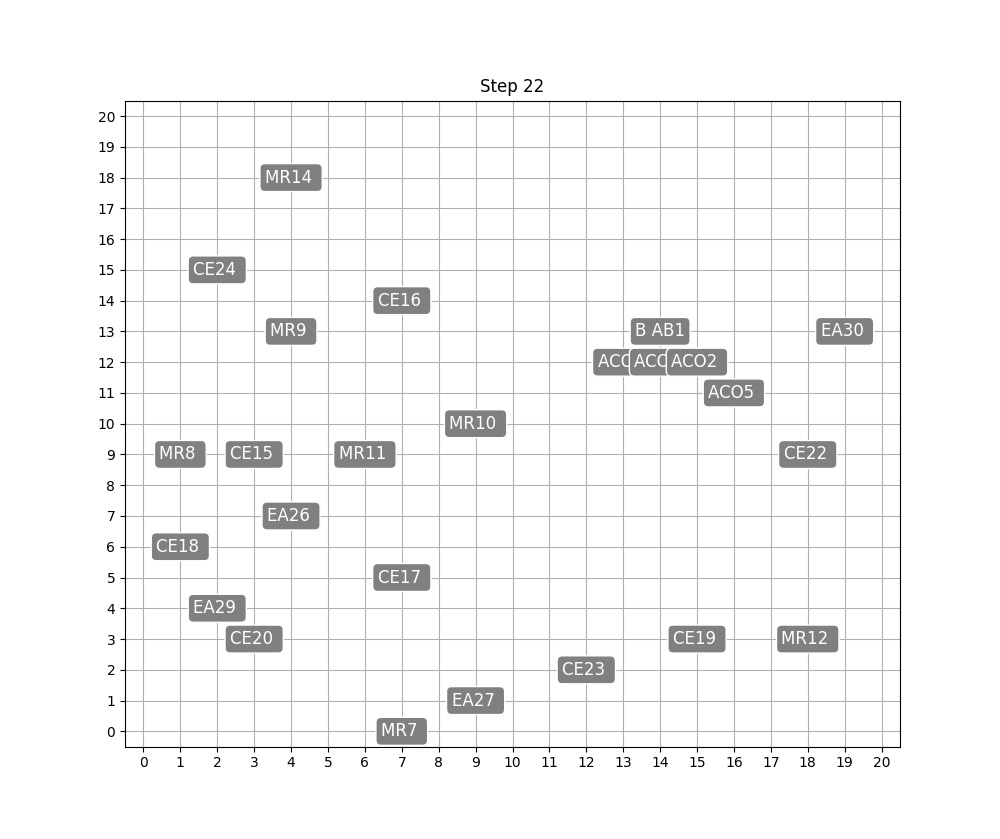 Step 22
20
19
18 MR14
17
16
15 CE24
14 CE16
13 MR9 B AB1 EA30
12 ACO2
11 ACO5
10 MR10
9 MR8 CE15 MR11 CE22
8
7 EA26
6 CE18
5 CE17
4 EA29
3 CE20 CE19 MR12
2 CE23
1 EA27
0 MR7
0 1 2 3 4 5 6 7 8 9 10 11 12 13 14 15 16 17 18 19 20